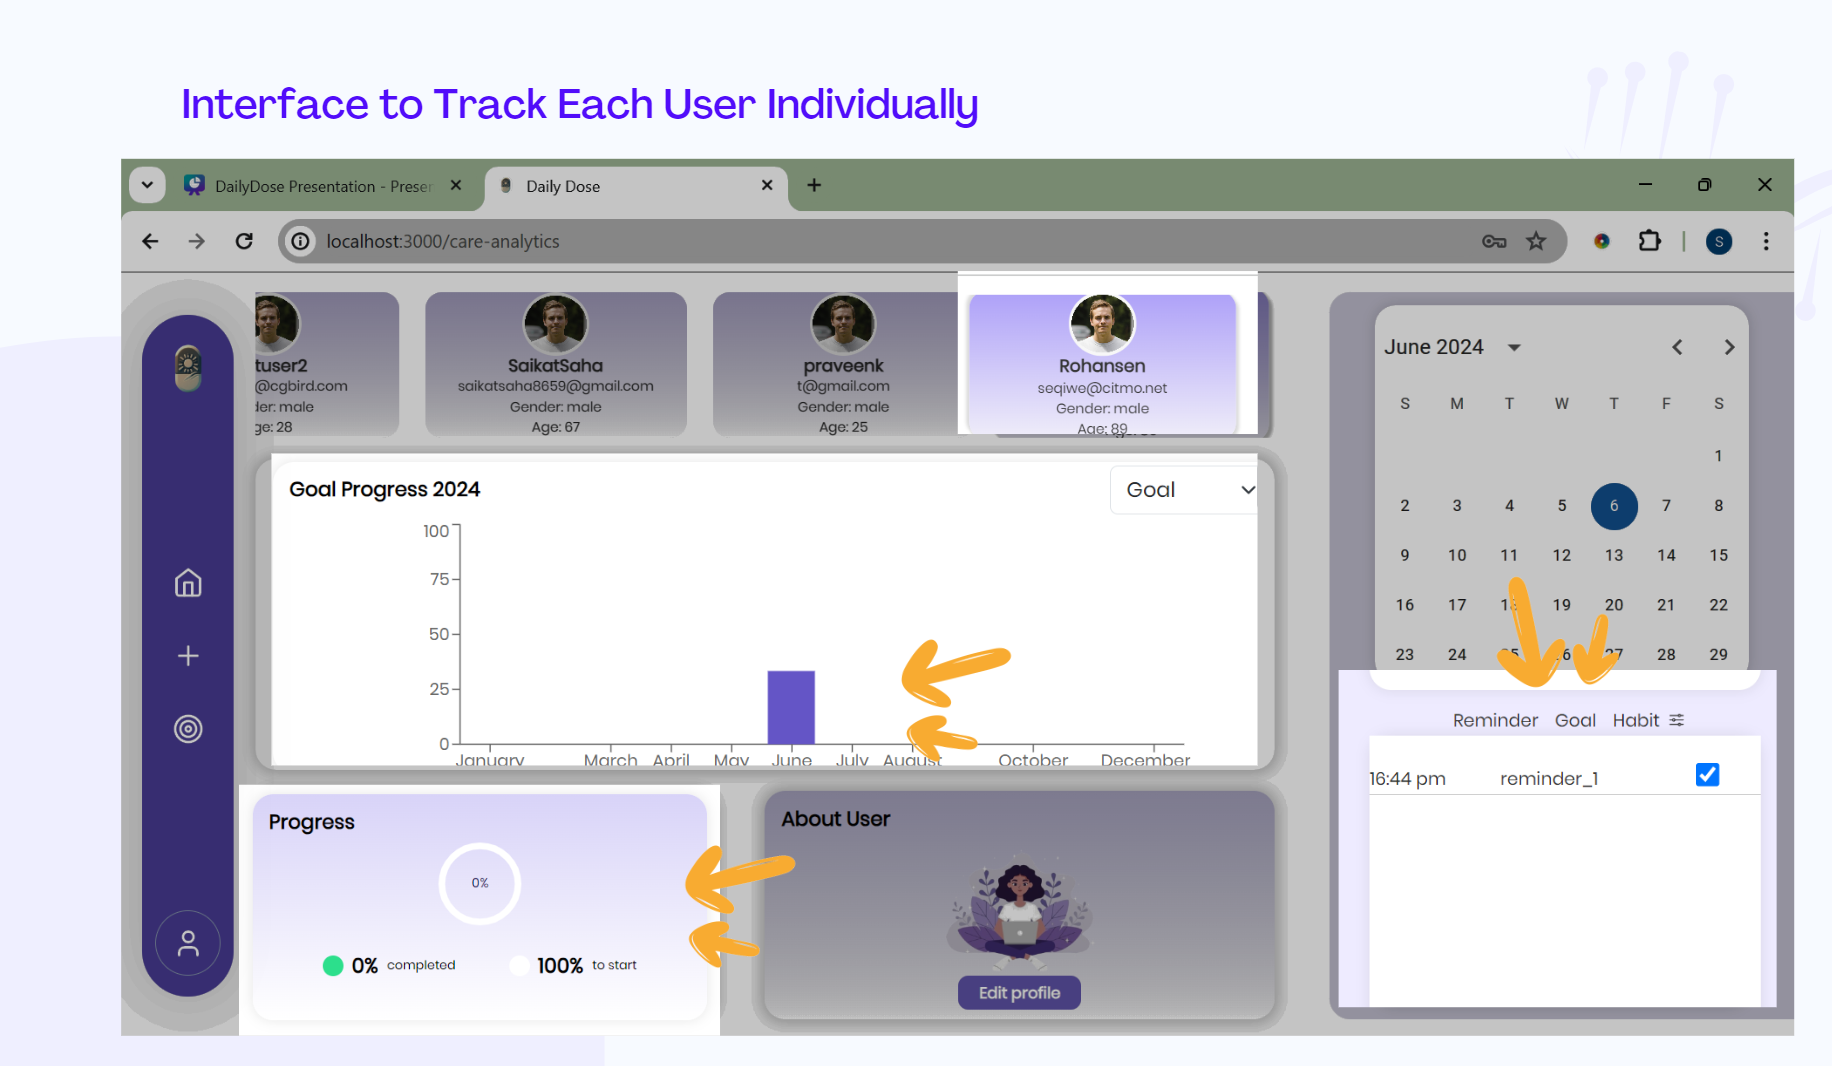 Interface to Track Each User Individually
DailyDose Presentation - Preser
Daily Dose
localhost:3000/care-analytics
S
tuser2
@cgbird.com
der: male
ge: 28
SaikatSaha
saikatsaha8659@gmail.com
Gender: male
Age: 67
praveenk
t@gmail.com
Gender: male
Age: 25
Rohansen
seqiwe@citmo.net
Gender: male
Age: 89
Goal Progress 2024
Goal
100
75
50
25
0
January March April May June July August October December
Progress
0%
0% completed
100% to start
About User
Edit profile
June 2024
S M T W T F S
1
2 3 4 5 6 7 8
9 10 11 12 13 14 15
16 17 18 19 20 21 22
23 24 25 26 27 28 29
Reminder Goal Habit
16:44 pm reminder_1